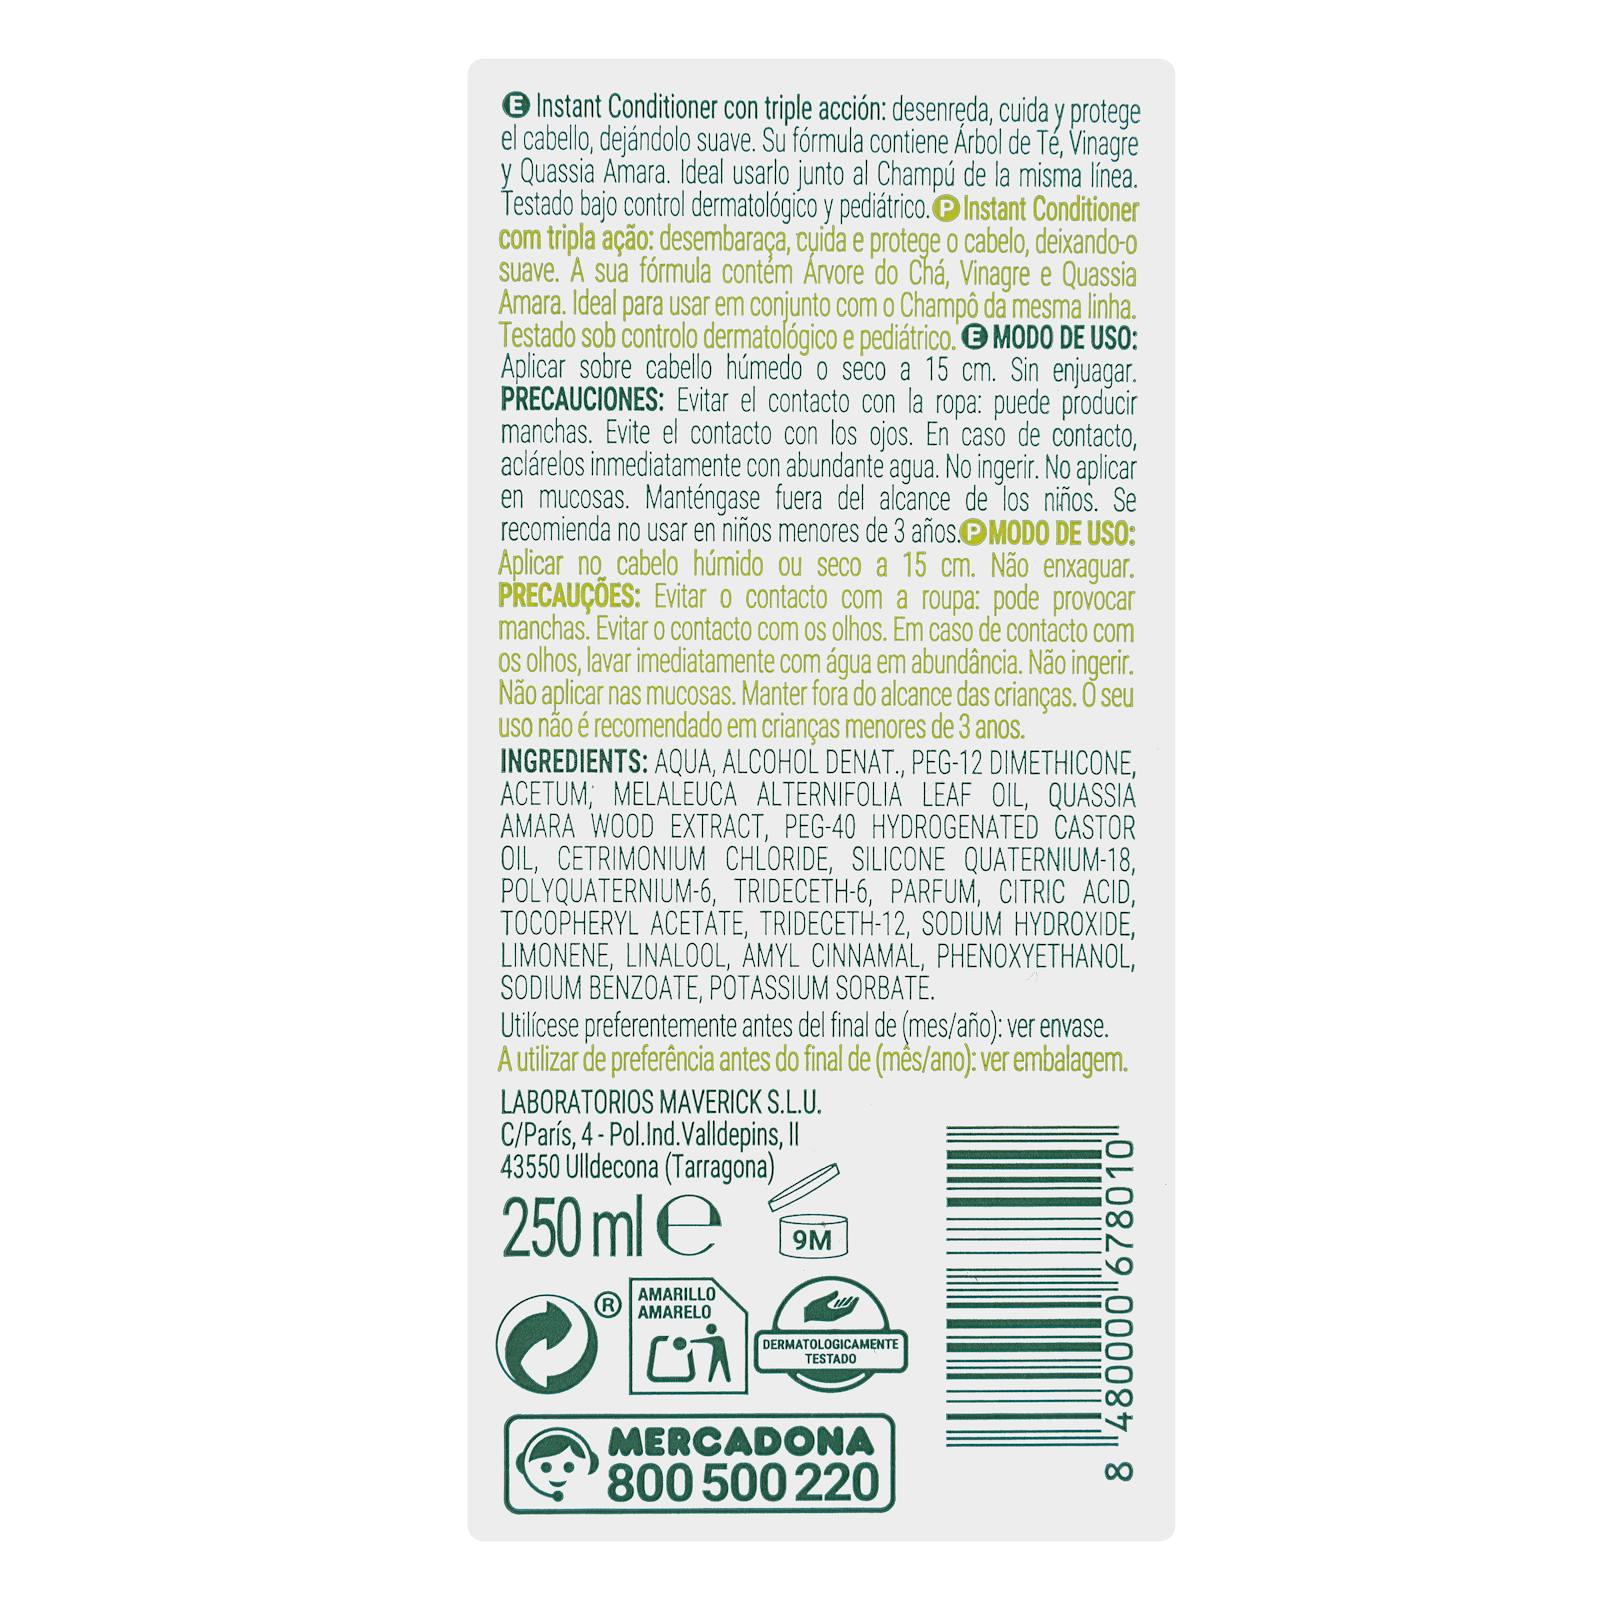 E Instant Conditioner con triple acción: desenreda, cuida y protege
el cabello, dejándolo suave. Su fórmula contiene Árbol de Té, Vinagre
y Quassia Amara. Ideal usarlo junto al Champú de la misma línea.
Testado bajo control dermatológico y pediátrico. P Instant Conditioner
com tripla ação: desembaraça, cuida e protege o cabelo, deixando-o
suave. A sua fórmula contém Árvore do Chá, Vinagre e Quassia
Amara. Ideal para usar em conjunto com o Champô da mesma linha.
Testado sob controlo dermatológico e pediátrico. E MODO DE USO:
Aplicar sobre cabello húmedo o seco a 15 cm. Sin enjuagar.
PRECAUCIONES: Evitar el contacto con la ropa: puede producir
manchas. Evite el contacto con los ojos. En caso de contacto,
aclárelos inmediatamente con abundante agua. No ingerir. No aplicar
en mucosas. Manténgase fuera del alcance de los niños. Se
recomienda no usar en niños menores de 3 años. P MODO DE USO:
Aplicar no cabelo húmido ou seco a 15 cm. Não enxaguar.
PRECAUÇÕES: Evitar o contacto com a roupa: pode provocar
manchas. Evitar o contacto com os olhos. Em caso de contacto com
os olhos, lavar imediatamente com água em abundância. Não ingerir.
Não aplicar nas mucosas. Manter fora do alcance das crianças. O seu
uso não é recomendado em crianças menores de 3 anos.
INGREDIENTS: AQUA, ALCOHOL DENAT., PEG-12 DIMETHICONE,
ACETUM, MELALEUCA ALTERNIFOLIA LEAF OIL, QUASSIA
AMARA WOOD EXTRACT, PEG-40 HYDROGENATED CASTOR
OIL, CETRIMONIUM CHLORIDE, SILICONE QUATERNIUM-18,
POLYQUATERNIUM-6, TRIDECETH-6, PARFUM, CITRIC ACID,
TOCOPHERYL ACETATE, TRIDECETH-12, SODIUM HYDROXIDE,
LIMONENE, LINALOOL, AMYL CINNAMAL, PHENOXYETHANOL,
SODIUM BENZOATE, POTASSIUM SORBATE.
Utilícese preferentemente antes del final de (mes/año): ver envase.
A utilizar de preferência antes do final de (mês/ano): ver embalagem.
LABORATORIOS MAVERICK S.L.U.
C/París, 4 - Pol.Ind.Valldepins, II
43550 Ulldecona (Tarragona)
250 ml e
9M
®
AMARILLO
AMARELO
DERMATOLOGICAMENTE
TESTADO
MERCADONA
800 500 220
8 480000 678010